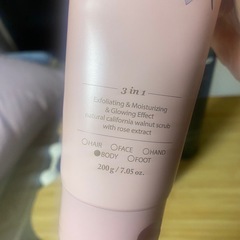 3 in 1
Exfoliating & Moisturizing
& Glowing Effect
natural california walnut scrub
with rose extract
○HAIR ○FACE ○HAND
●BODY ○FOOT
200g / 7.05 oz.